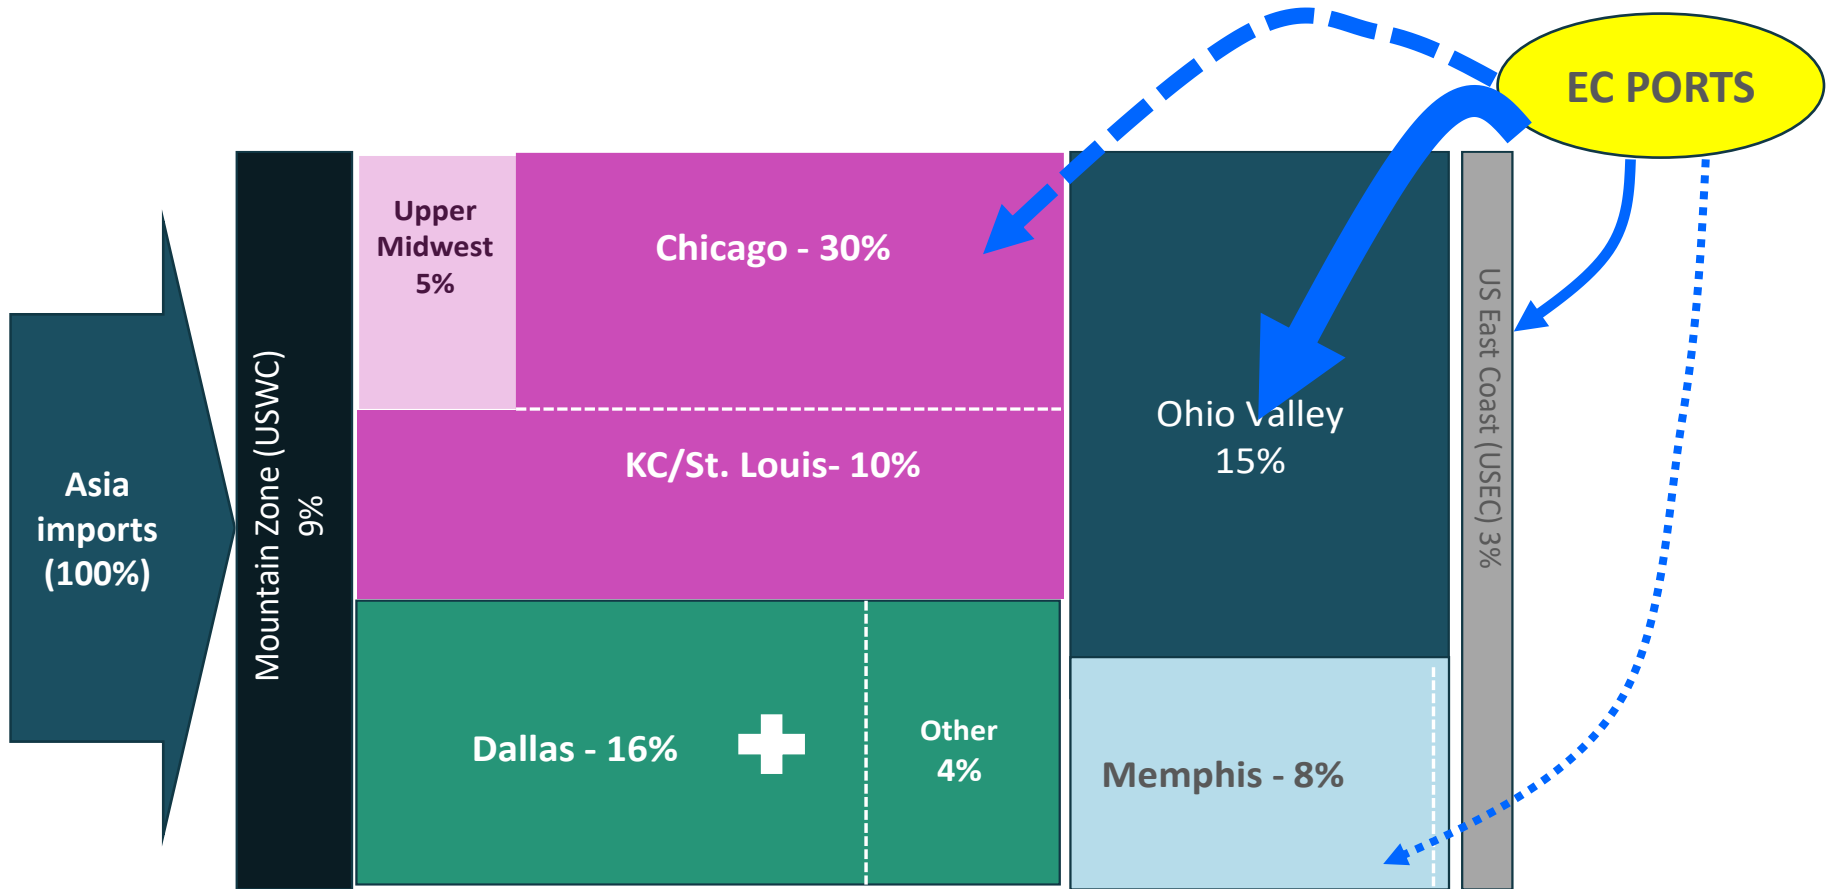 EC PORTS
Asia
imports
(100%)
Mountain Zone (USWC)
9%
Upper
Midwest
5%
Chicago - 30%
KC/St. Louis- 10%
Dallas - 16%
Other
4%
Ohio Valley
15%
Memphis - 8%
US East Coast (USEC) 3%